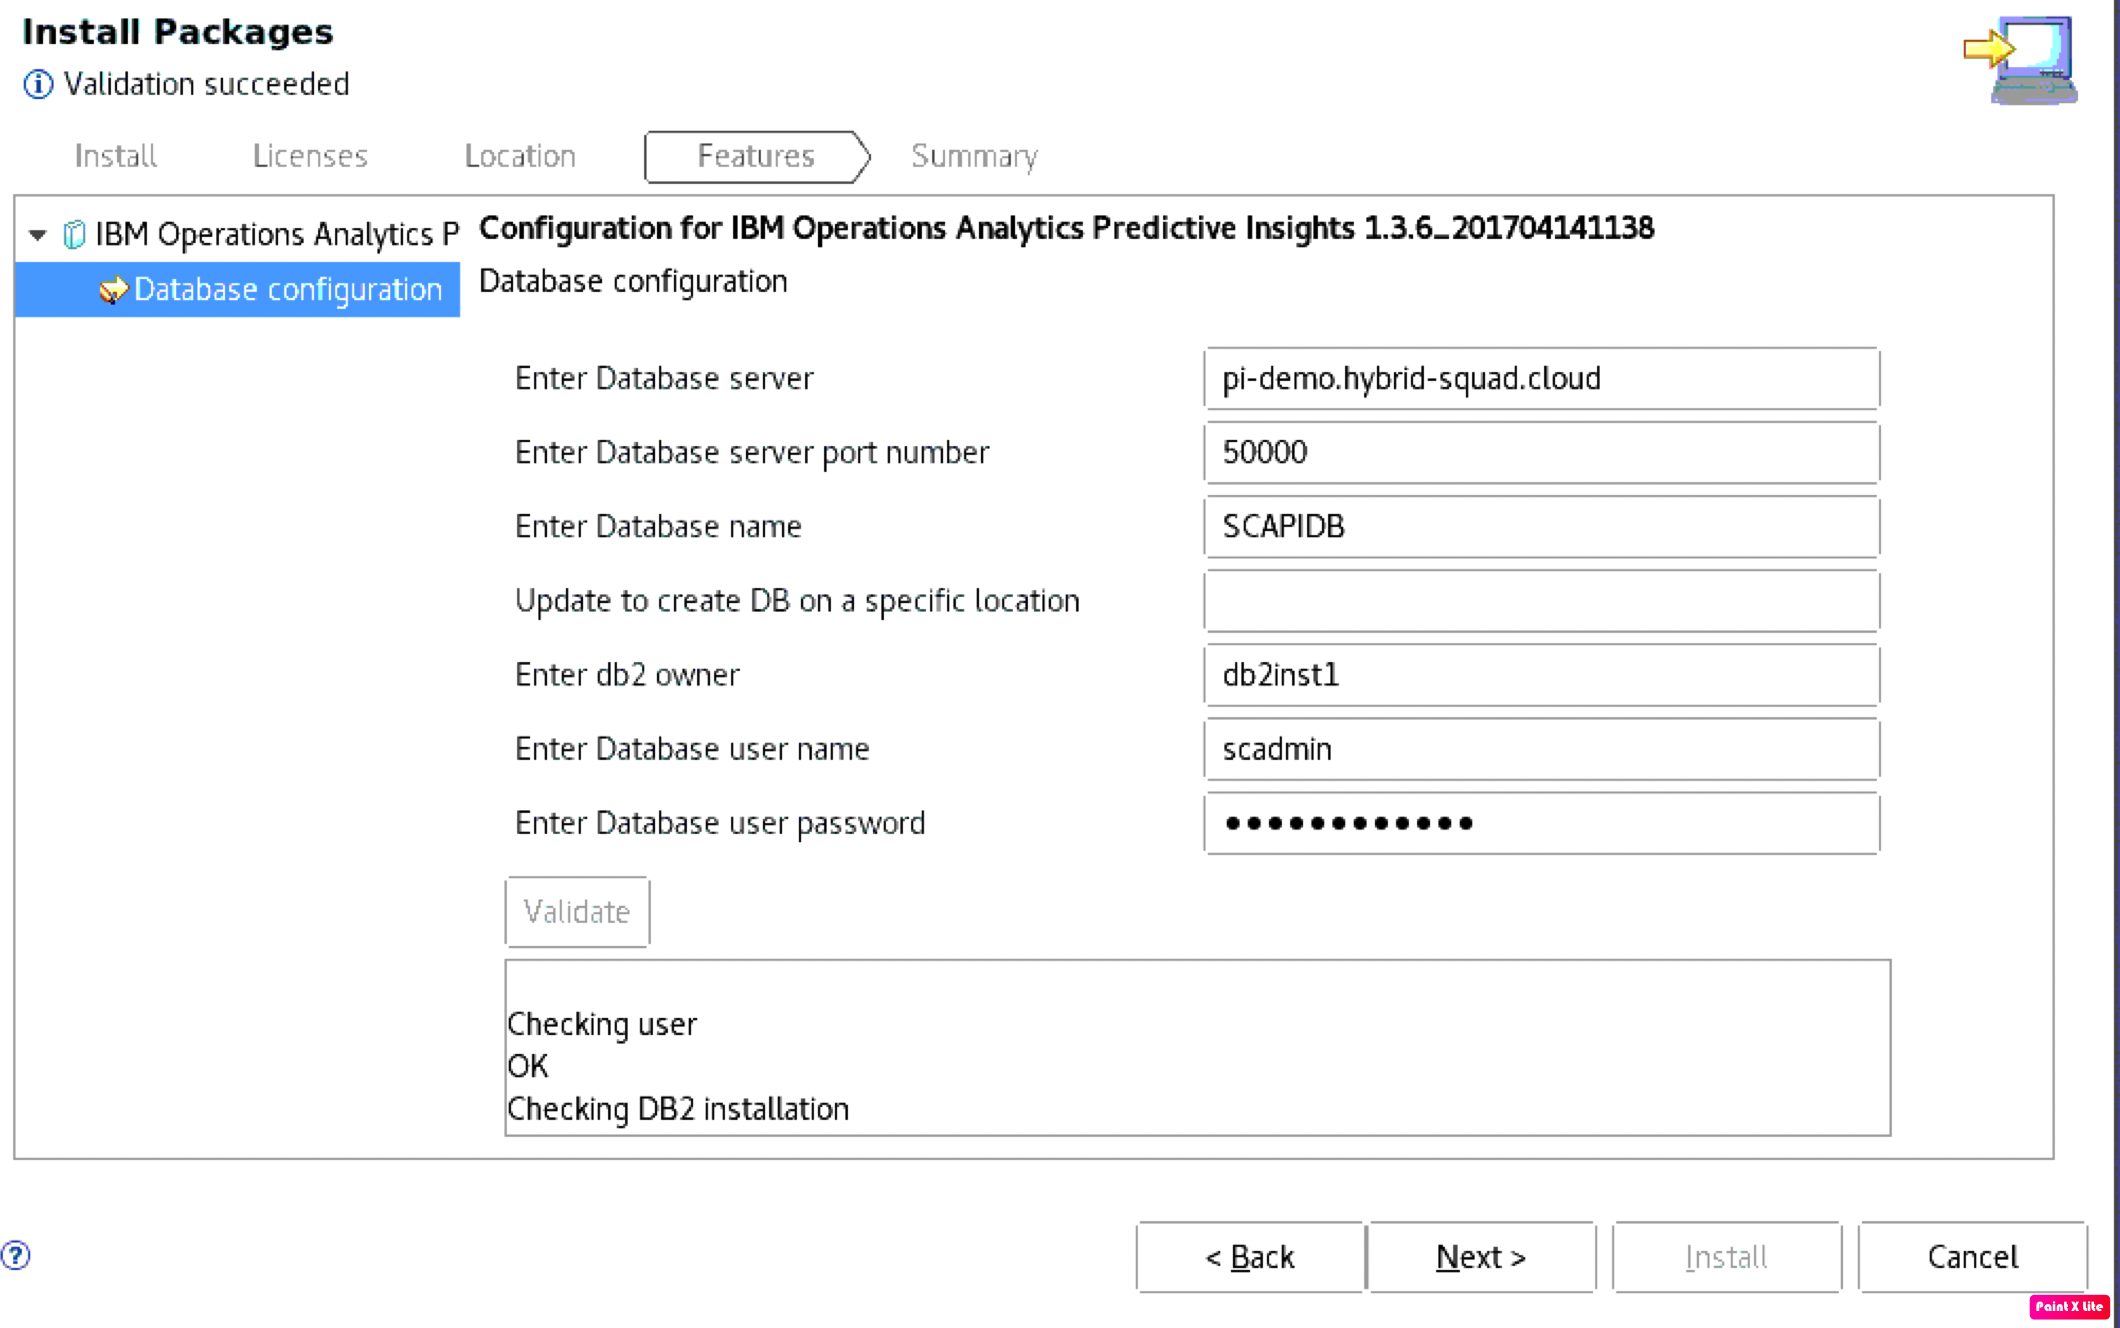 Install Packages
Validation succeeded
Install Licenses Location Features Summary
IBM Operations Analytics P
Database configuration
Configuration for IBM Operations Analytics Predictive Insights 1.3.6_201704141138
Database configuration
Enter Database server pi-demo.hybrid-squad.cloud
Enter Database server port number 50000
Enter Database name SCAPIDB
Update to create DB on a specific location
Enter db2 owner db2inst1
Enter Database user name scadmin
Enter Database user password ●●●●●●●●●●●●
Validate
Checking user
OK
Checking DB2 installation
? < Back Next > Install Cancel
Paint X lite